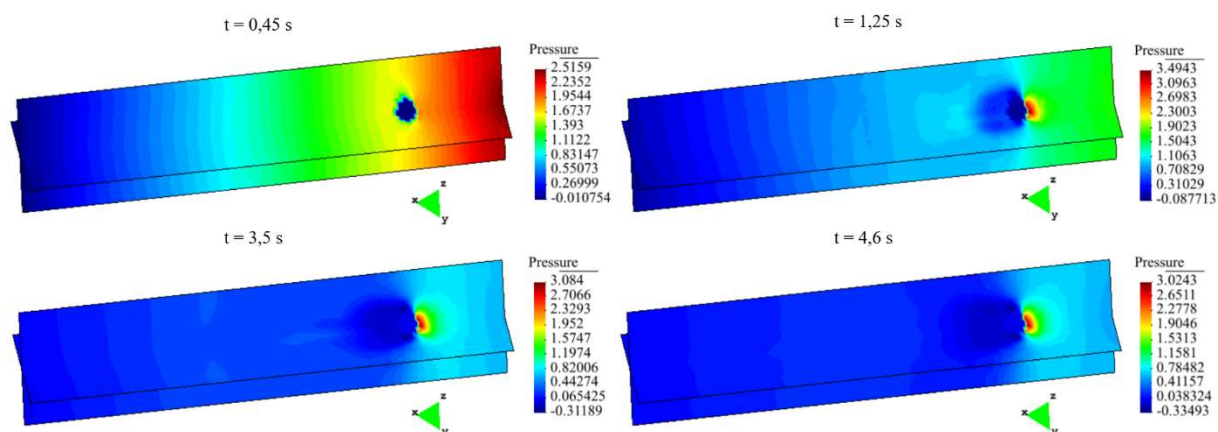 t = 0,45 s
Pressure
2.5159
2.2352
1.9544
1.6737
1.393
1.1122
0.83147
0.55073
0.26999
-0.010754
z
x
y
t = 1,25 s
Pressure
3.4943
3.0963
2.6983
2.3003
1.9023
1.5043
1.1063
0.70829
0.31029
-0.087713
z
x
y
t = 3,5 s
Pressure
3.084
2.7066
2.3293
1.952
1.5747
1.1974
0.82006
0.44274
0.065425
-0.31189
z
x
y
t = 4,6 s
Pressure
3.0243
2.6511
2.2778
1.9046
1.5313
1.1581
0.78482
0.41157
0.038324
-0.33493
z
x
y